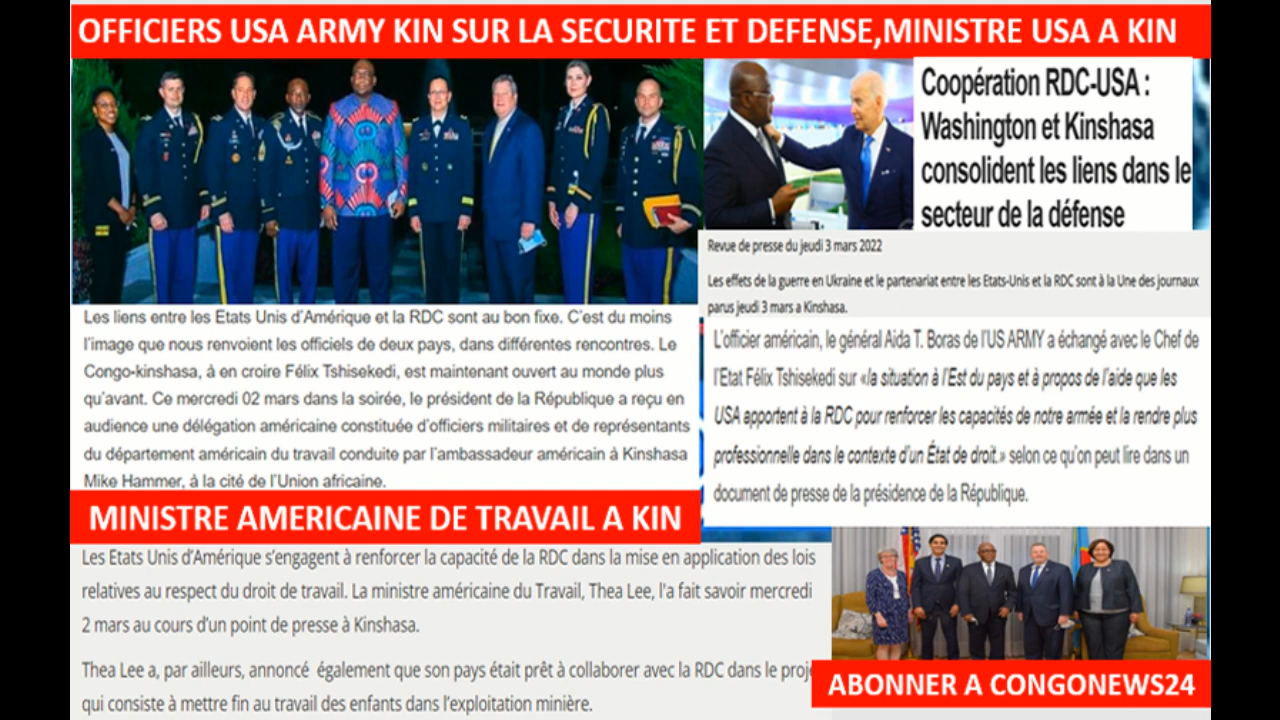 OFFICIERS USA ARMY KIN SUR LA SECURITE ET DEFENSE,MINISTRE USA A KIN
Coopération RDC-USA :
Washington et Kinshasa
consolident les liens dans le
secteur de la défense
Revue de presse du jeudi 3 mars 2022
Les effets de la guerre en Ukraine et le partenariat entre les Etats-Unis et la RDC sont à la Une des journaux
parus jeudi 3 mars a Kinshasa.
L'officier américain, le général Aida T. Boras de l'US ARMY a échangé avec le Chef de
l'Etat Félix Tshisekedi sur «la situation à l'Est du pays et à propos de l'aide que les
USA apportent à la RDC pour renforcer les capacités de notre armée et la rendre plus
professionnelle dans le contexte d'un État de droit.» selon ce qu'on peut lire dans un
document de presse de la présidence de la République.
Les liens entre les Etats Unis d'Amérique et la RDC sont au bon fixe. C'est du moins
l'image que nous renvoient les officiels de deux pays, dans différentes rencontres. Le
Congo-kinshasa, à en croire Félix Tshisekedi, est maintenant ouvert au monde plus
qu'avant. Ce mercredi 02 mars dans la soirée, le président de la République a reçu en
audience une délégation américaine constituée d'officiers militaires et de représentants
du département américain du travail conduite par l'ambassadeur américain à Kinshasa
Mike Hammer, à la cité de l'Union africaine.
MINISTRE AMERICAINE DE TRAVAIL A KIN
Les Etats Unis d'Amérique s'engagent à renforcer la capacité de la RDC dans la mise en application des lois
relatives au respect du droit de travail. La ministre américaine du Travail, Thea Lee, l'a fait savoir mercredi
2 mars au cours d'un point de presse à Kinshasa.
Thea Lee a, par ailleurs, annoncé également que son pays était prêt à collaborer avec la RDC dans le proje
qui consiste à mettre fin au travail des enfants dans l'exploitation minière.
ABONNER A CONGONEWS24